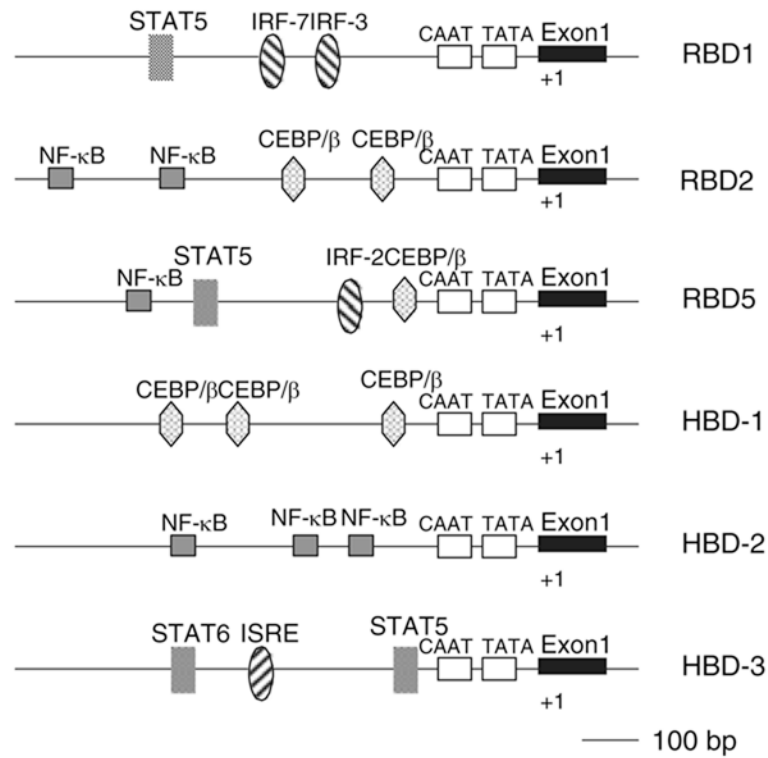 STAT5 IRF-7IRF-3 CAAT TATA Exon1
+1
RBD1
NF-κB NF-κB CEBP/β CEBP/β CAAT TATA Exon1
+1
RBD2
NF-κB STAT5 IRF-2CEBP/β CAAT TATA Exon1
+1
RBD5
CEBP/βCEBP/β CEBP/β CAAT TATA Exon1
+1
HBD-1
NF-κB NF-κB NF-κB CAAT TATA Exon1
+1
HBD-2
STAT6 ISRE STAT5 CAAT TATA Exon1
+1
HBD-3
100 bp